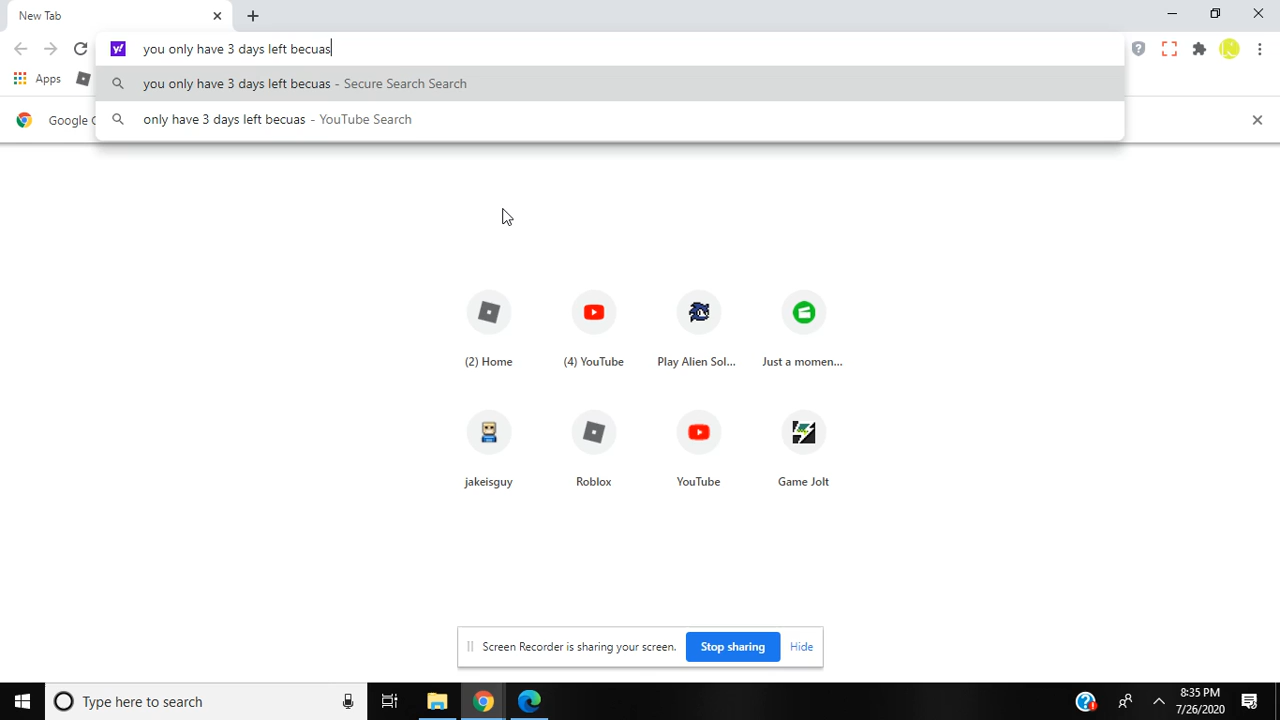 New Tab
you only have 3 days left becuas
Apps
you only have 3 days left becuas - Secure Search Search
Google C
only have 3 days left becuas - YouTube Search
(2) Home
(4) YouTube
Play Alien Sol...
Just a momen...
jakeisguy
Roblox
YouTube
Game Jolt
Screen Recorder is sharing your screen.
Stop sharing
Hide
Type here to search
8:35 PM
7/26/2020